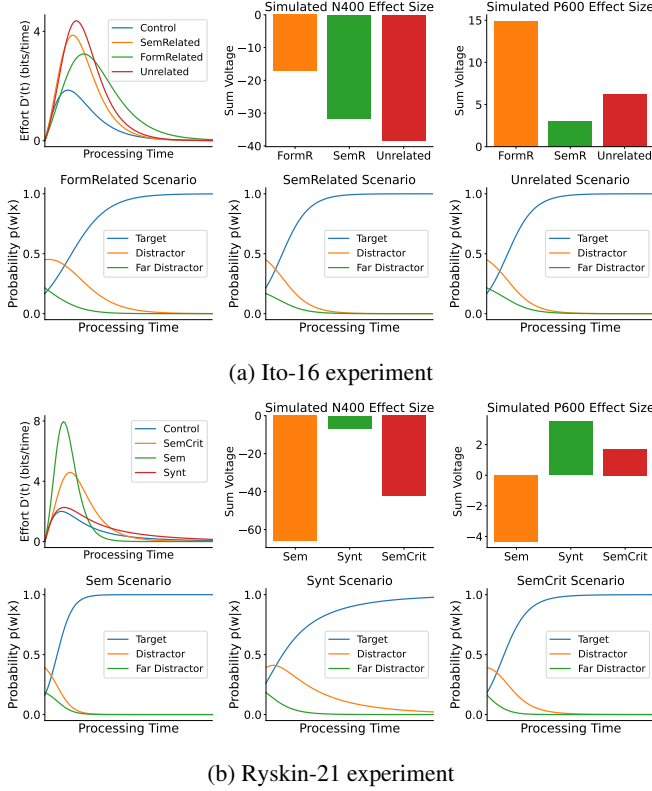 Simulated N400 Effect Size
Simulated P600 Effect Size
Effort D'(t) (bits/time)
4
2
0
Control
SemRelated
FormRelated
Unrelated
Processing Time
Sum Voltage
0
−10
−20
−30
−40
FormR
SemR
Unrelated
Sum Voltage
15
10
5
0
FormR
SemR
Unrelated
FormRelated Scenario
SemRelated Scenario
Unrelated Scenario
Probability p(w|x)
1.0
0.5
0.0
Target
Distractor
Far Distractor
Processing Time
Probability p(w|x)
1.0
0.5
0.0
Target
Distractor
Far Distractor
Processing Time
Probability p(w|x)
1.0
0.5
0.0
Target
Distractor
Far Distractor
Processing Time
(a) Ito-16 experiment
Simulated N400 Effect Size
Simulated P600 Effect Size
Effort D'(t) (bits/time)
8
4
0
Control
SemCrit
Sem
Synt
Processing Time
Sum Voltage
0
−20
−40
−60
Sem
Synt
SemCrit
Sum Voltage
2
0
−2
−4
Sem
Synt
SemCrit
Sem Scenario
Synt Scenario
SemCrit Scenario
Probability p(w|x)
1.0
0.5
0.0
Target
Distractor
Far Distractor
Processing Time
Probability p(w|x)
1.0
0.5
0.0
Target
Distractor
Far Distractor
Processing Time
Probability p(w|x)
1.0
0.5
0.0
Target
Distractor
Far Distractor
Processing Time
(b) Ryskin-21 experiment